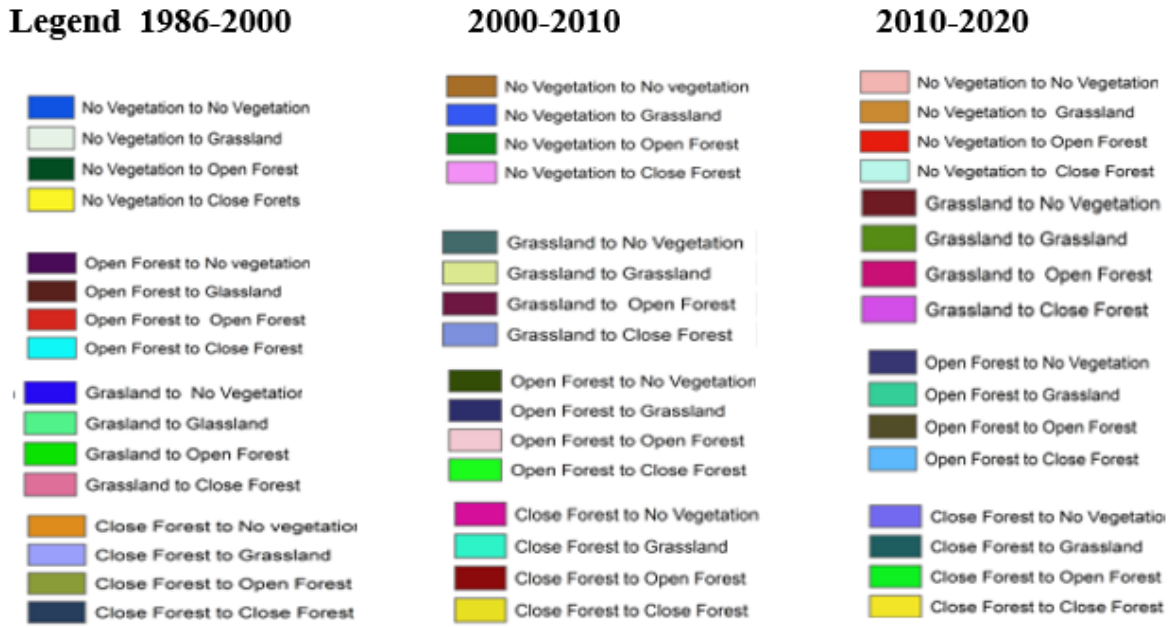 Legend 1986-2000
No Vegetation to No Vegetation
No Vegetation to Grassland
No Vegetation to Open Forest
No Vegetation to Close Forets
Open Forest to No vegetation
Open Forest to Glassland
Open Forest to Open Forest
Open Forest to Close Forest
Grasland to No Vegetation
Grasland to Glassland
Grasland to Open Forest
Grassland to Close Forest
Close Forest to No vegetation
Close Forest to Grassland
Close Forest to Open Forest
Close Forest to Close Forest
2000-2010
No Vegetation to No vegetation
No Vegetation to Grassland
No Vegetation to Open Forest
No Vegetation to Close Forest
Grassland to No Vegetation
Grassland to Grassland
Grassland to Open Forest
Grassland to Close Forest
Open Forest to No Vegetation
Open Forest to Grassland
Open Forest to Open Forest
Open Forest to Close Forest
Close Forest to No Vegetation
Close Forest to Grassland
Close Forest to Open Forest
Close Forest to Close Forest
2010-2020
No Vegetation to No Vegetation
No Vegetation to Grassland
No Vegetation to Open Forest
No Vegetation to Close Forest
Grassland to No Vegetation
Grassland to Grassland
Grassland to Open Forest
Grassland to Close Forest
Open Forest to No Vegetation
Open Forest to Grassland
Open Forest to Open Forest
Open Forest to Close Forest
Close Forest to No Vegetatio
Close Forest to Grassland
Close Forest to Open Forest
Close Forest to Close Forest